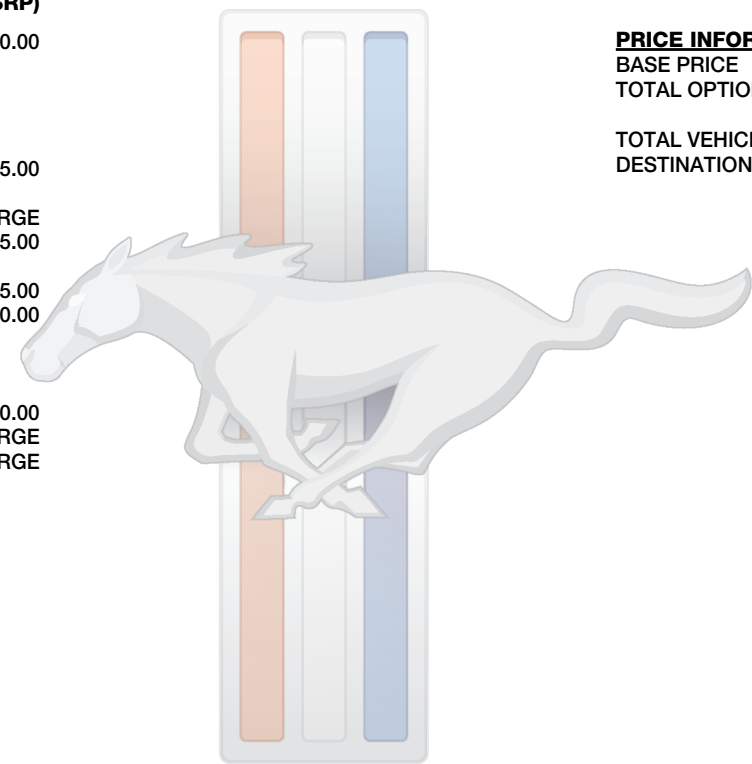 SRP)
0.00
5.00
RGE
5.00
5.00
0.00
0.00
RGE
RGE
PRICE INFOR
BASE PRICE
TOTAL OPTIO
TOTAL VEHICL
DESTINATION